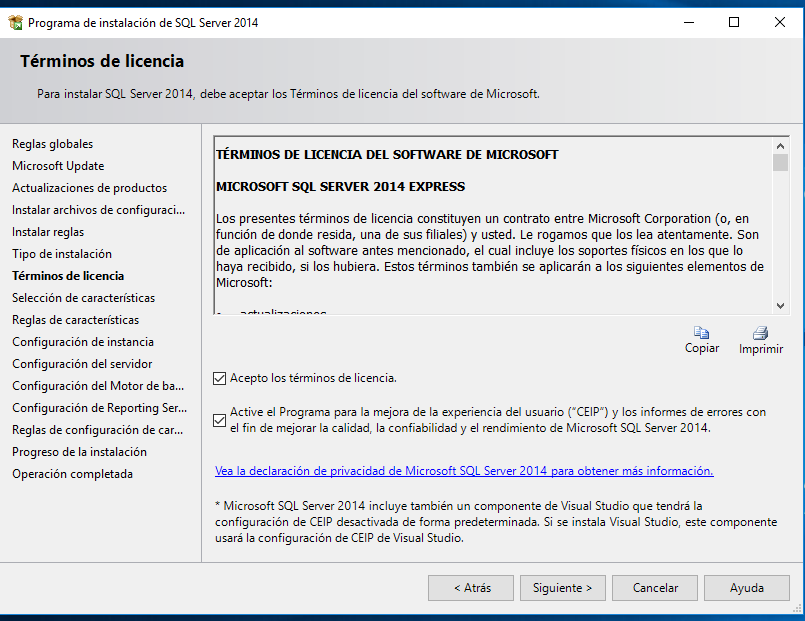 Programa de instalación de SQL Server 2014
Términos de licencia
Para instalar SQL Server 2014, debe aceptar los Términos de licencia del software de Microsoft.
Reglas globales
Microsoft Update
Actualizaciones de productos
Instalar archivos de configuraci...
Instalar reglas
Tipo de instalación
Términos de licencia
Selección de características
Reglas de características
Configuración de instancia
Configuración del servidor
Configuración del Motor de ba...
Configuración de Reporting Ser...
Reglas de configuración de car...
Progreso de la instalación
Operación completada
TÉRMINOS DE LICENCIA DEL SOFTWARE DE MICROSOFT
MICROSOFT SQL SERVER 2014 EXPRESS
Los presentes términos de licencia constituyen un contrato entre Microsoft Corporation (o, en
función de donde resida, una de sus filiales) y usted. Le rogamos que los lea atentamente. Son
de aplicación al software antes mencionado, el cual incluye los soportes físicos en los que lo
haya recibido, si los hubiera. Estos términos también se aplicarán a los siguientes elementos de
Microsoft:
• actualizaciones
Copiar
Imprimir
Acepto los términos de licencia.
Active el Programa para la mejora de la experiencia del usuario ("CEIP") y los informes de errores con
el fin de mejorar la calidad, la confiabilidad y el rendimiento de Microsoft SQL Server 2014.
Vea la declaración de privacidad de Microsoft SQL Server 2014 para obtener más información.
* Microsoft SQL Server 2014 incluye también un componente de Visual Studio que tendrá la
configuración de CEIP desactivada de forma predeterminada. Si se instala Visual Studio, este componente
usará la configuración de CEIP de Visual Studio.
< Atrás
Siguiente >
Cancelar
Ayuda